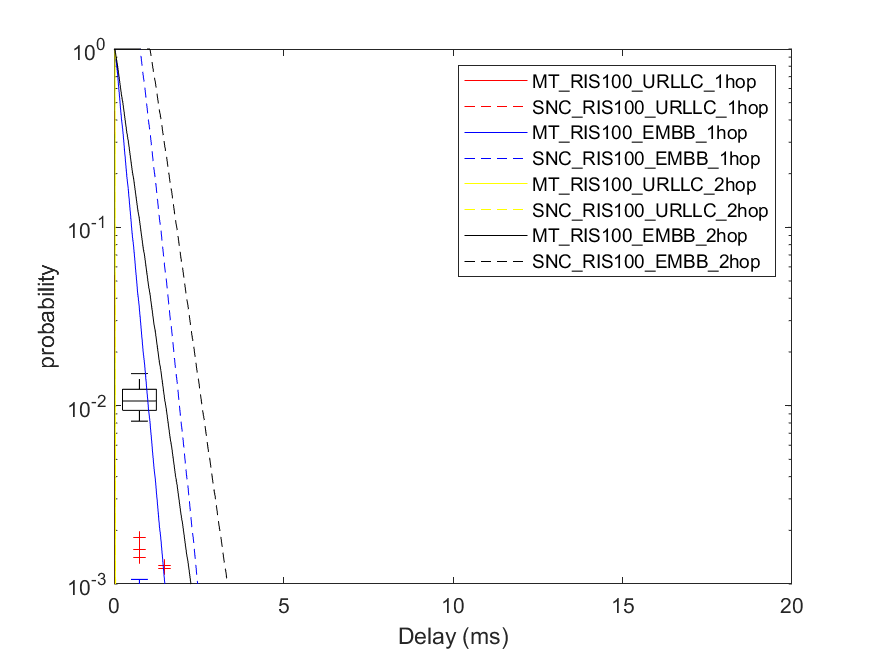 10^0
10^-1
10^-2
10^-3
probability
0
5
10
15
20
Delay (ms)
MT_RIS100_URLLC_1hop
SNC_RIS100_URLLC_1hop
MT_RIS100_EMBB_1hop
SNC_RIS100_EMBB_1hop
MT_RIS100_URLLC_2hop
SNC_RIS100_URLLC_2hop
MT_RIS100_EMBB_2hop
SNC_RIS100_EMBB_2hop